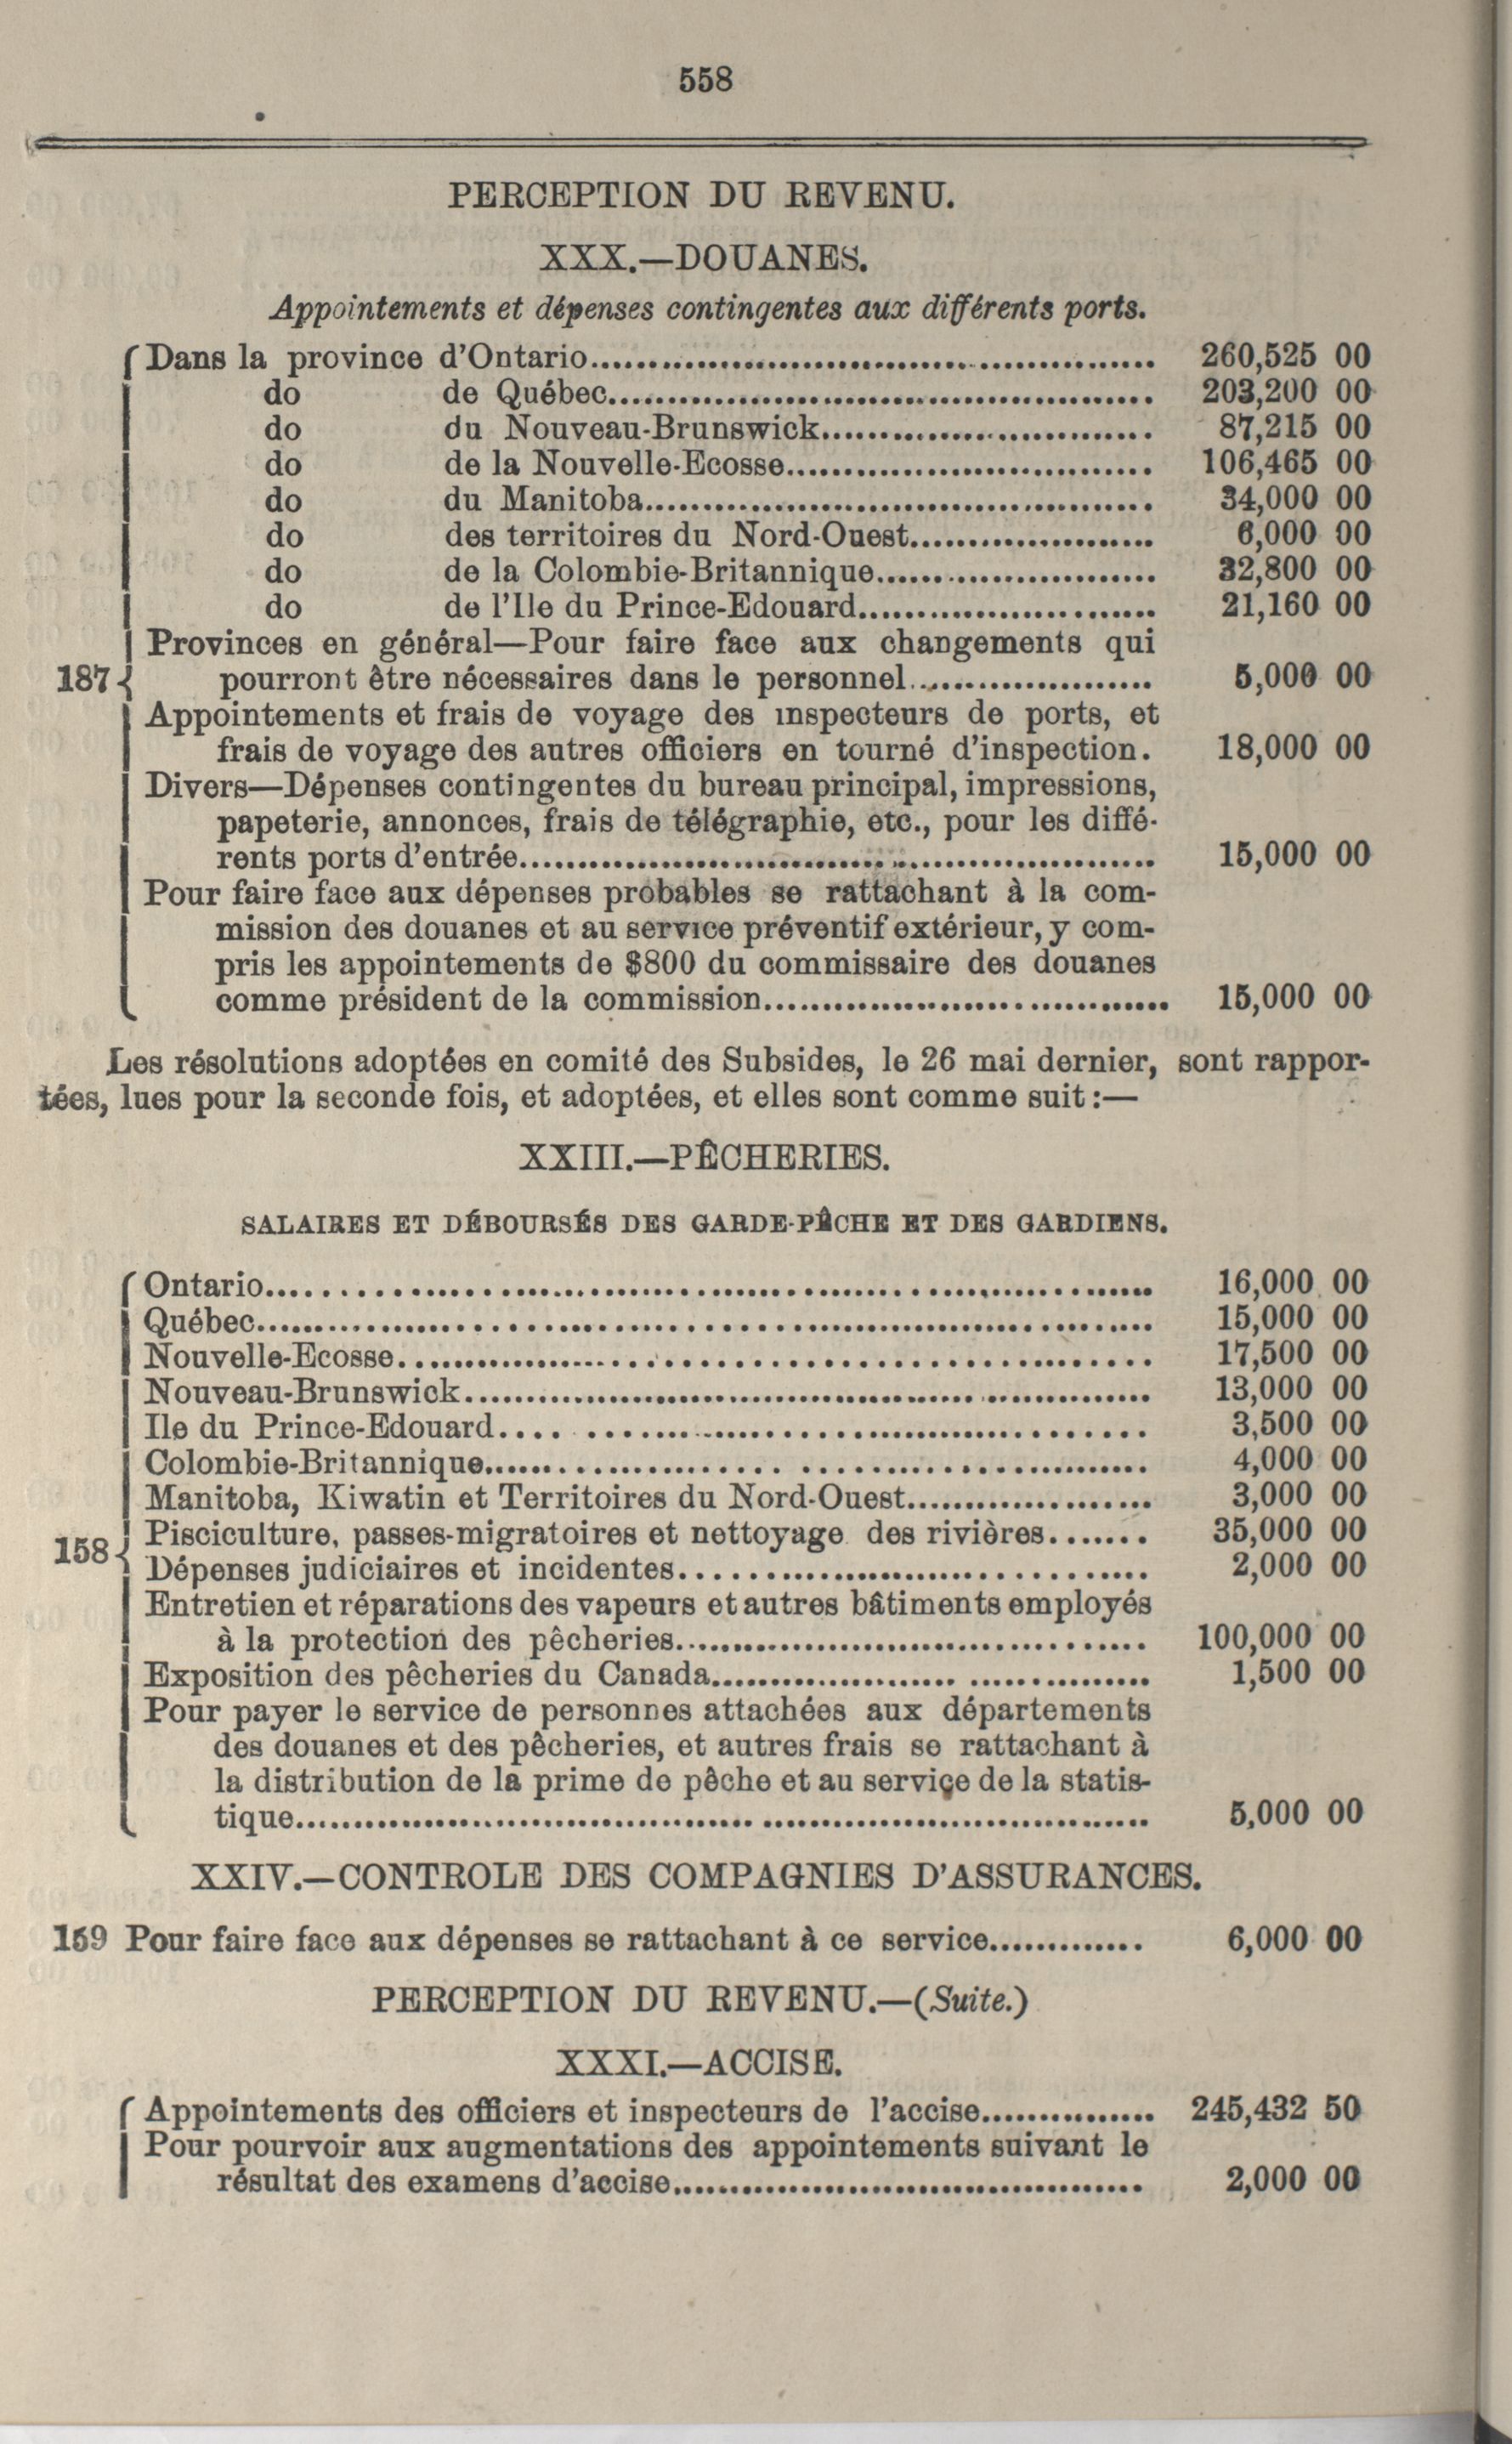 558
PERCEPTION DU REVENU.
XXX.—DOUANES.
Appointements et dépenses contingentes aux différents ports.
Dans la province d'Ontario........ 260,525 00
do de Québec........ 203,200 00
do du Nouveau-Brunswick........ 87,215 00
do de la Nouvelle-Ecosse........ 106,465 00
do du Manitoba........ 34,000 00
do des territoires du Nord-Ouest........ 6,000 00
do de la Colombie-Britannique........ 32,800 00
do de l'Ile du Prince-Edouard........ 21,160 00
Provinces en général—Pour faire face aux changements qui
187 { pourront être nécessaires dans le personnel........ 5,000 00
Appointements et frais de voyage des inspecteurs de ports, et
frais de voyage des autres officiers en tourné d'inspection. 18,000 00
Divers—Dépenses contingentes du bureau principal, impressions,
papeterie, annonces, frais de télégraphie, etc., pour les diffé-
rents ports d'entrée........ 15,000 00
Pour faire face aux dépenses probables se rattachant à la com-
mission des douanes et au service préventif extérieur, y com-
pris les appointements de $800 du commissaire des douanes
comme président de la commission........ 15,000 00
Les résolutions adoptées en comité des Subsides, le 26 mai dernier, sont rappor-
tées, lues pour la seconde fois, et adoptées, et elles sont comme suit :—
XXIII.—PÊCHERIES.
SALAIRES ET DÉBOURSÉS DES GARDE-PÊCHE ET DES GARDIENS.
Ontario........ 16,000 00
Québec........ 15,000 00
Nouvelle-Ecosse........ 17,500 00
Nouveau-Brunswick........ 13,000 00
Ile du Prince-Edouard........ 3,500 00
Colombie-Britannique........ 4,000 00
Manitoba, Kiwatin et Territoires du Nord-Ouest........ 3,000 00
158 { Pisciculture, passes-migratoires et nettoyage des rivières....... 35,000 00
Dépenses judiciaires et incidentes........ 2,000 00
Entretien et réparations des vapeurs et autres bâtiments employés
à la protection des pêcheries........ 100,000 00
Exposition des pêcheries du Canada........ 1,500 00
Pour payer le service de personnes attachées aux départements
des douanes et des pêcheries, et autres frais se rattachant à
la distribution de la prime de pêche et au service de la statis-
tique........ 5,000 00
XXIV.—CONTROLE DES COMPAGNIES D'ASSURANCES.
159 Pour faire face aux dépenses se rattachant à ce service........ 6,000 00
PERCEPTION DU REVENU.—(Suite.)
XXXI.—ACCISE.
Appointements des officiers et inspecteurs de l'accise........ 245,432 50
Pour pourvoir aux augmentations des appointements suivant le
résultat des examens d'accise........ 2,000 00